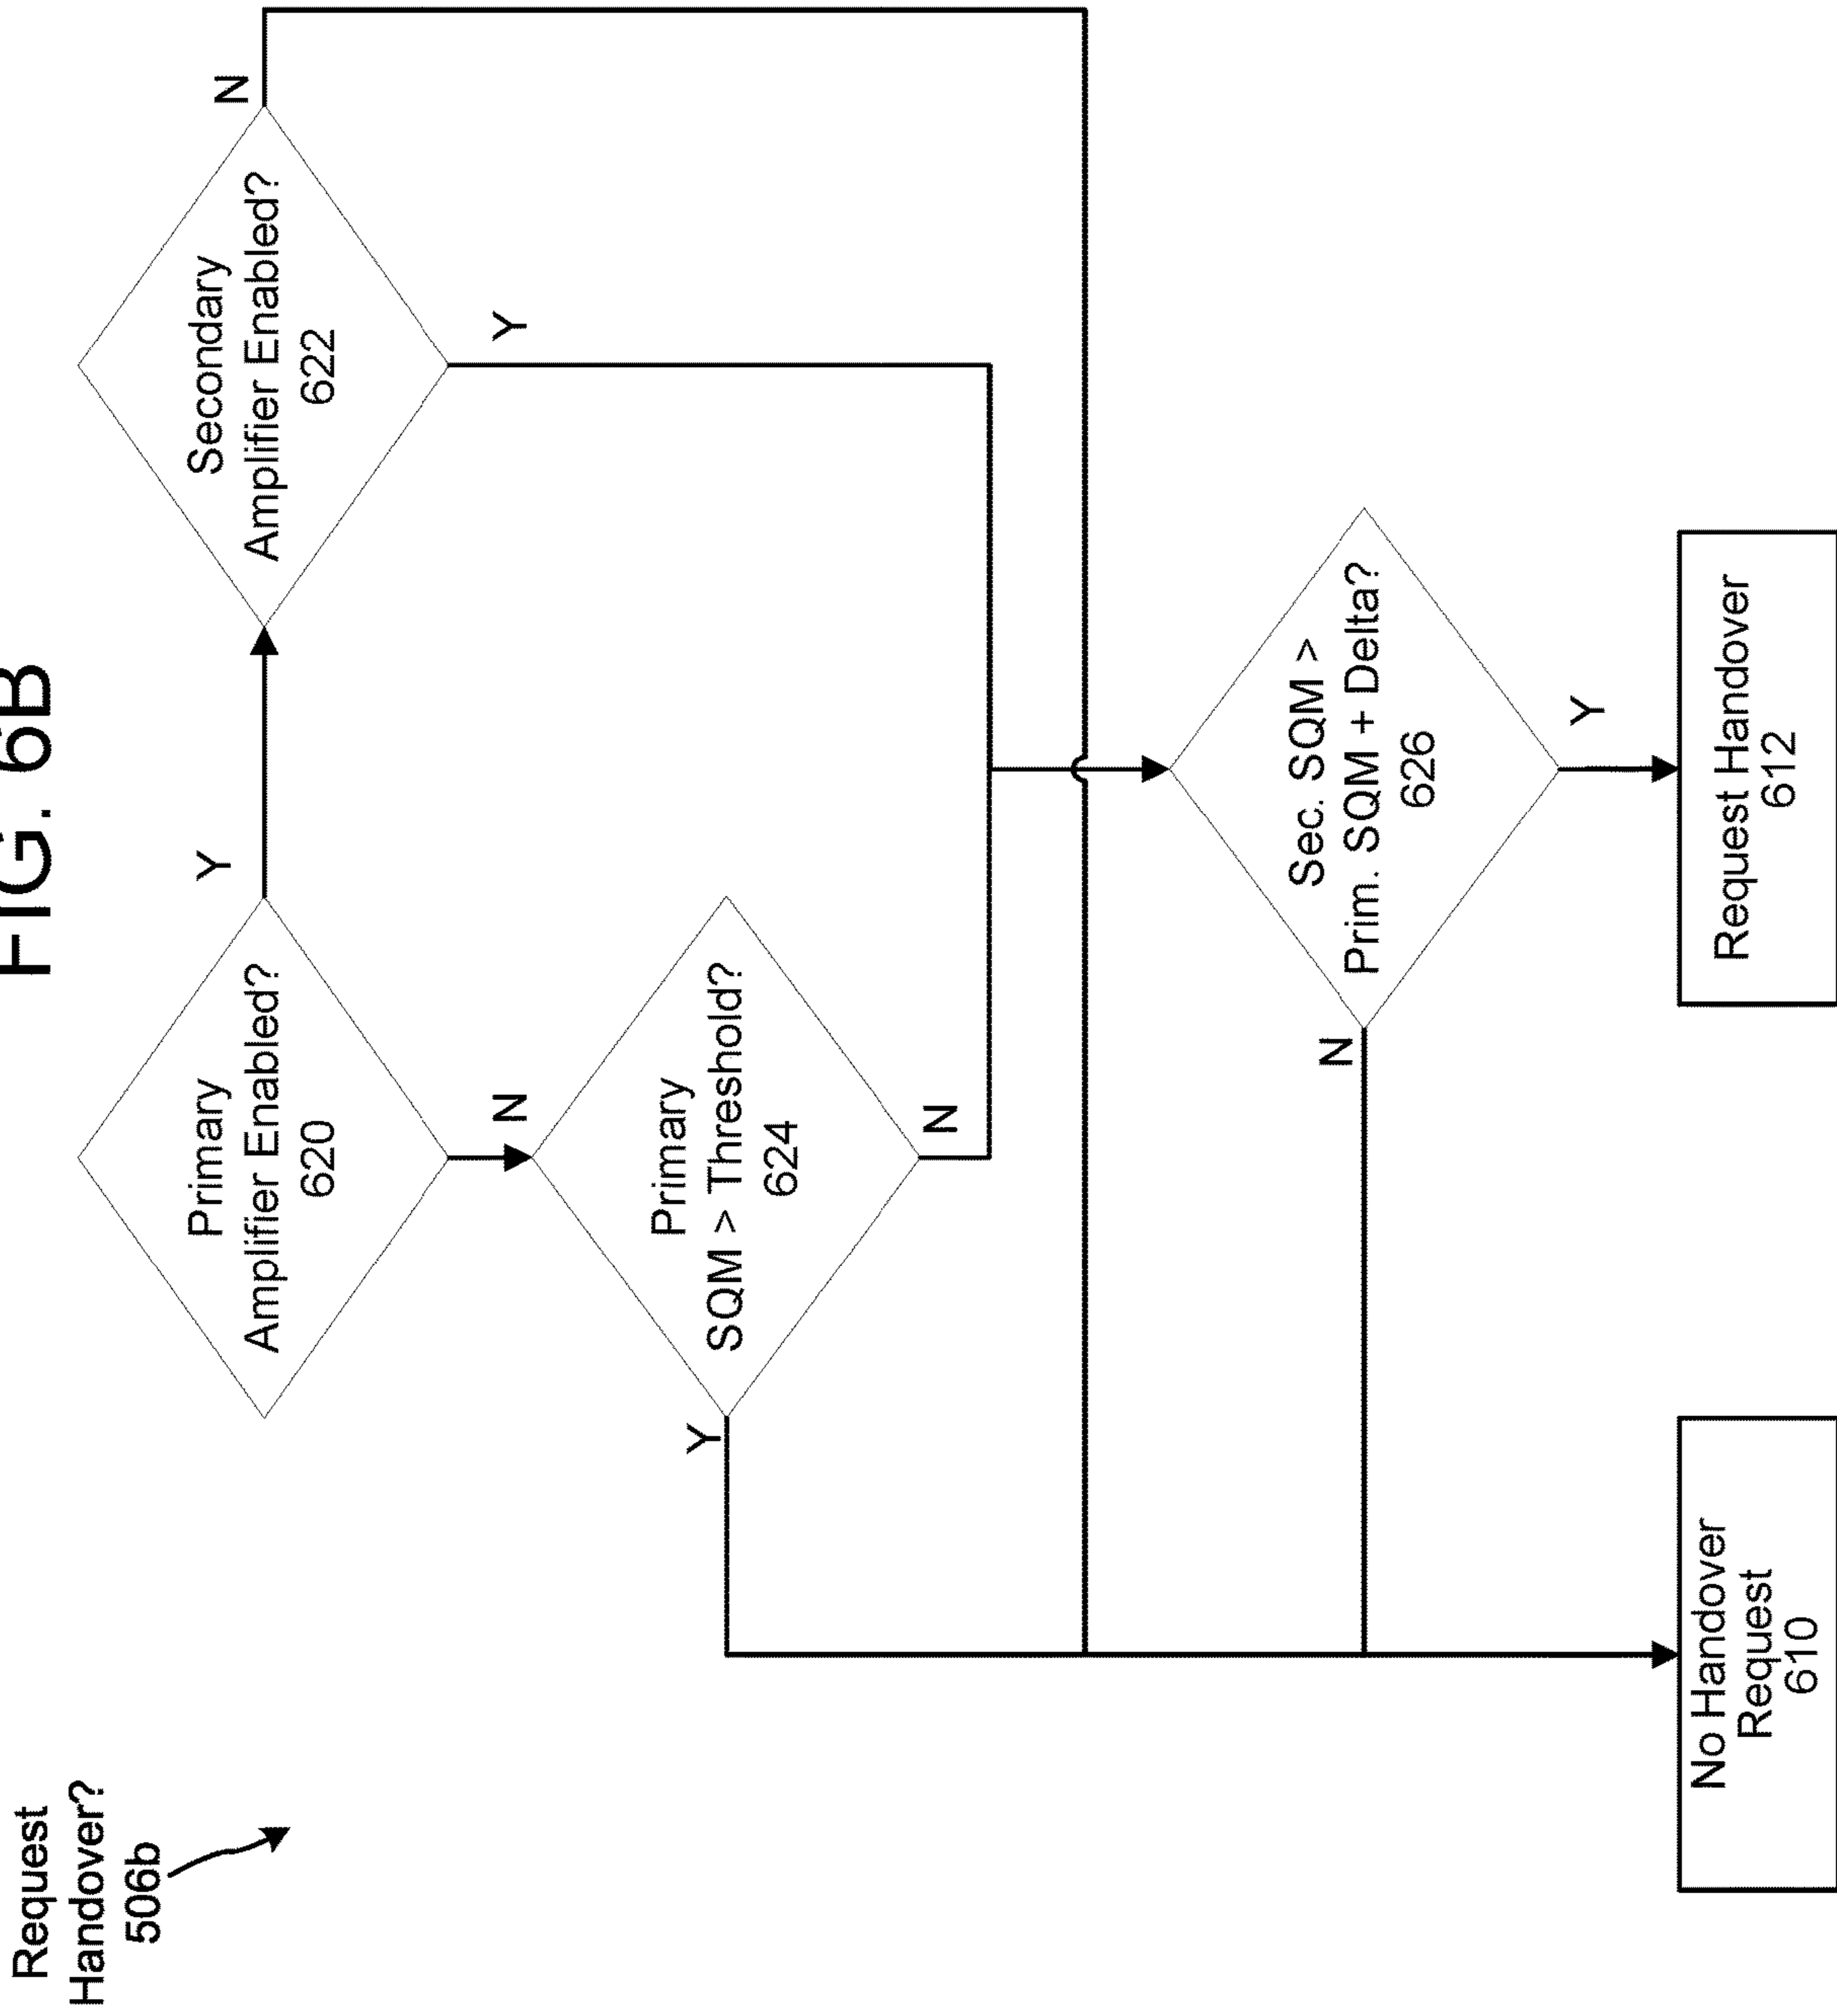 FIG. 6B
Request
Handover?
506b
Primary
Amplifier Enabled?
620
Y
N
Secondary
Amplifier Enabled?
622
N
Y
Primary
SQM > Threshold?
624
Y
N
Sec. SQM >
Prim. SQM + Delta?
626
N
Y
No Handover
Request
610
Request Handover
612